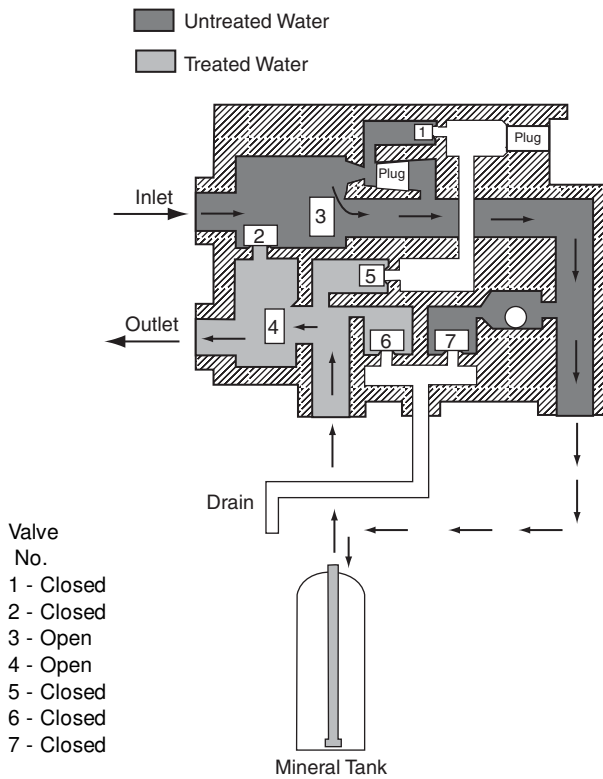 Untreated Water
Treated Water
1
Plug
Plug
Inlet
3
2
5
Outlet
4
6
7
Drain
Valve
No.
1 - Closed
2 - Closed
3 - Open
4 - Open
5 - Closed
6 - Closed
7 - Closed
Mineral Tank